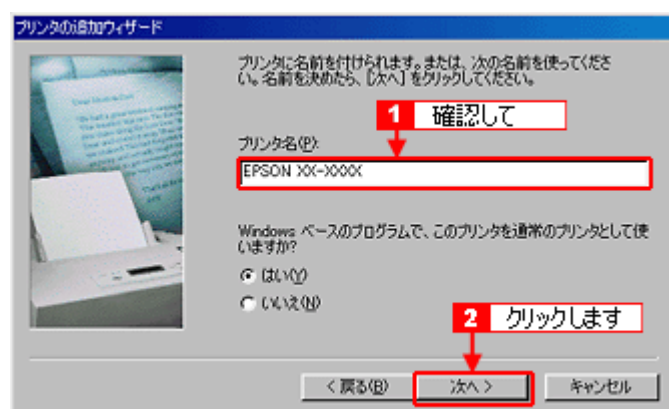 プリンタの追加ウィザード
プリンタに名前を付けられます。または、次の名前を使ってくださ
い。名前を決めたら、[次へ] をクリックしてください。
1 確認して
プリンタ名(P):
EPSON XX-XXXX
Windows ベースのプログラムで、このプリンタを通常のプリンタとして使
いますか?
はい(Y)
いいえ(N)
2 クリックします
< 戻る(B)
次へ >
キャンセル